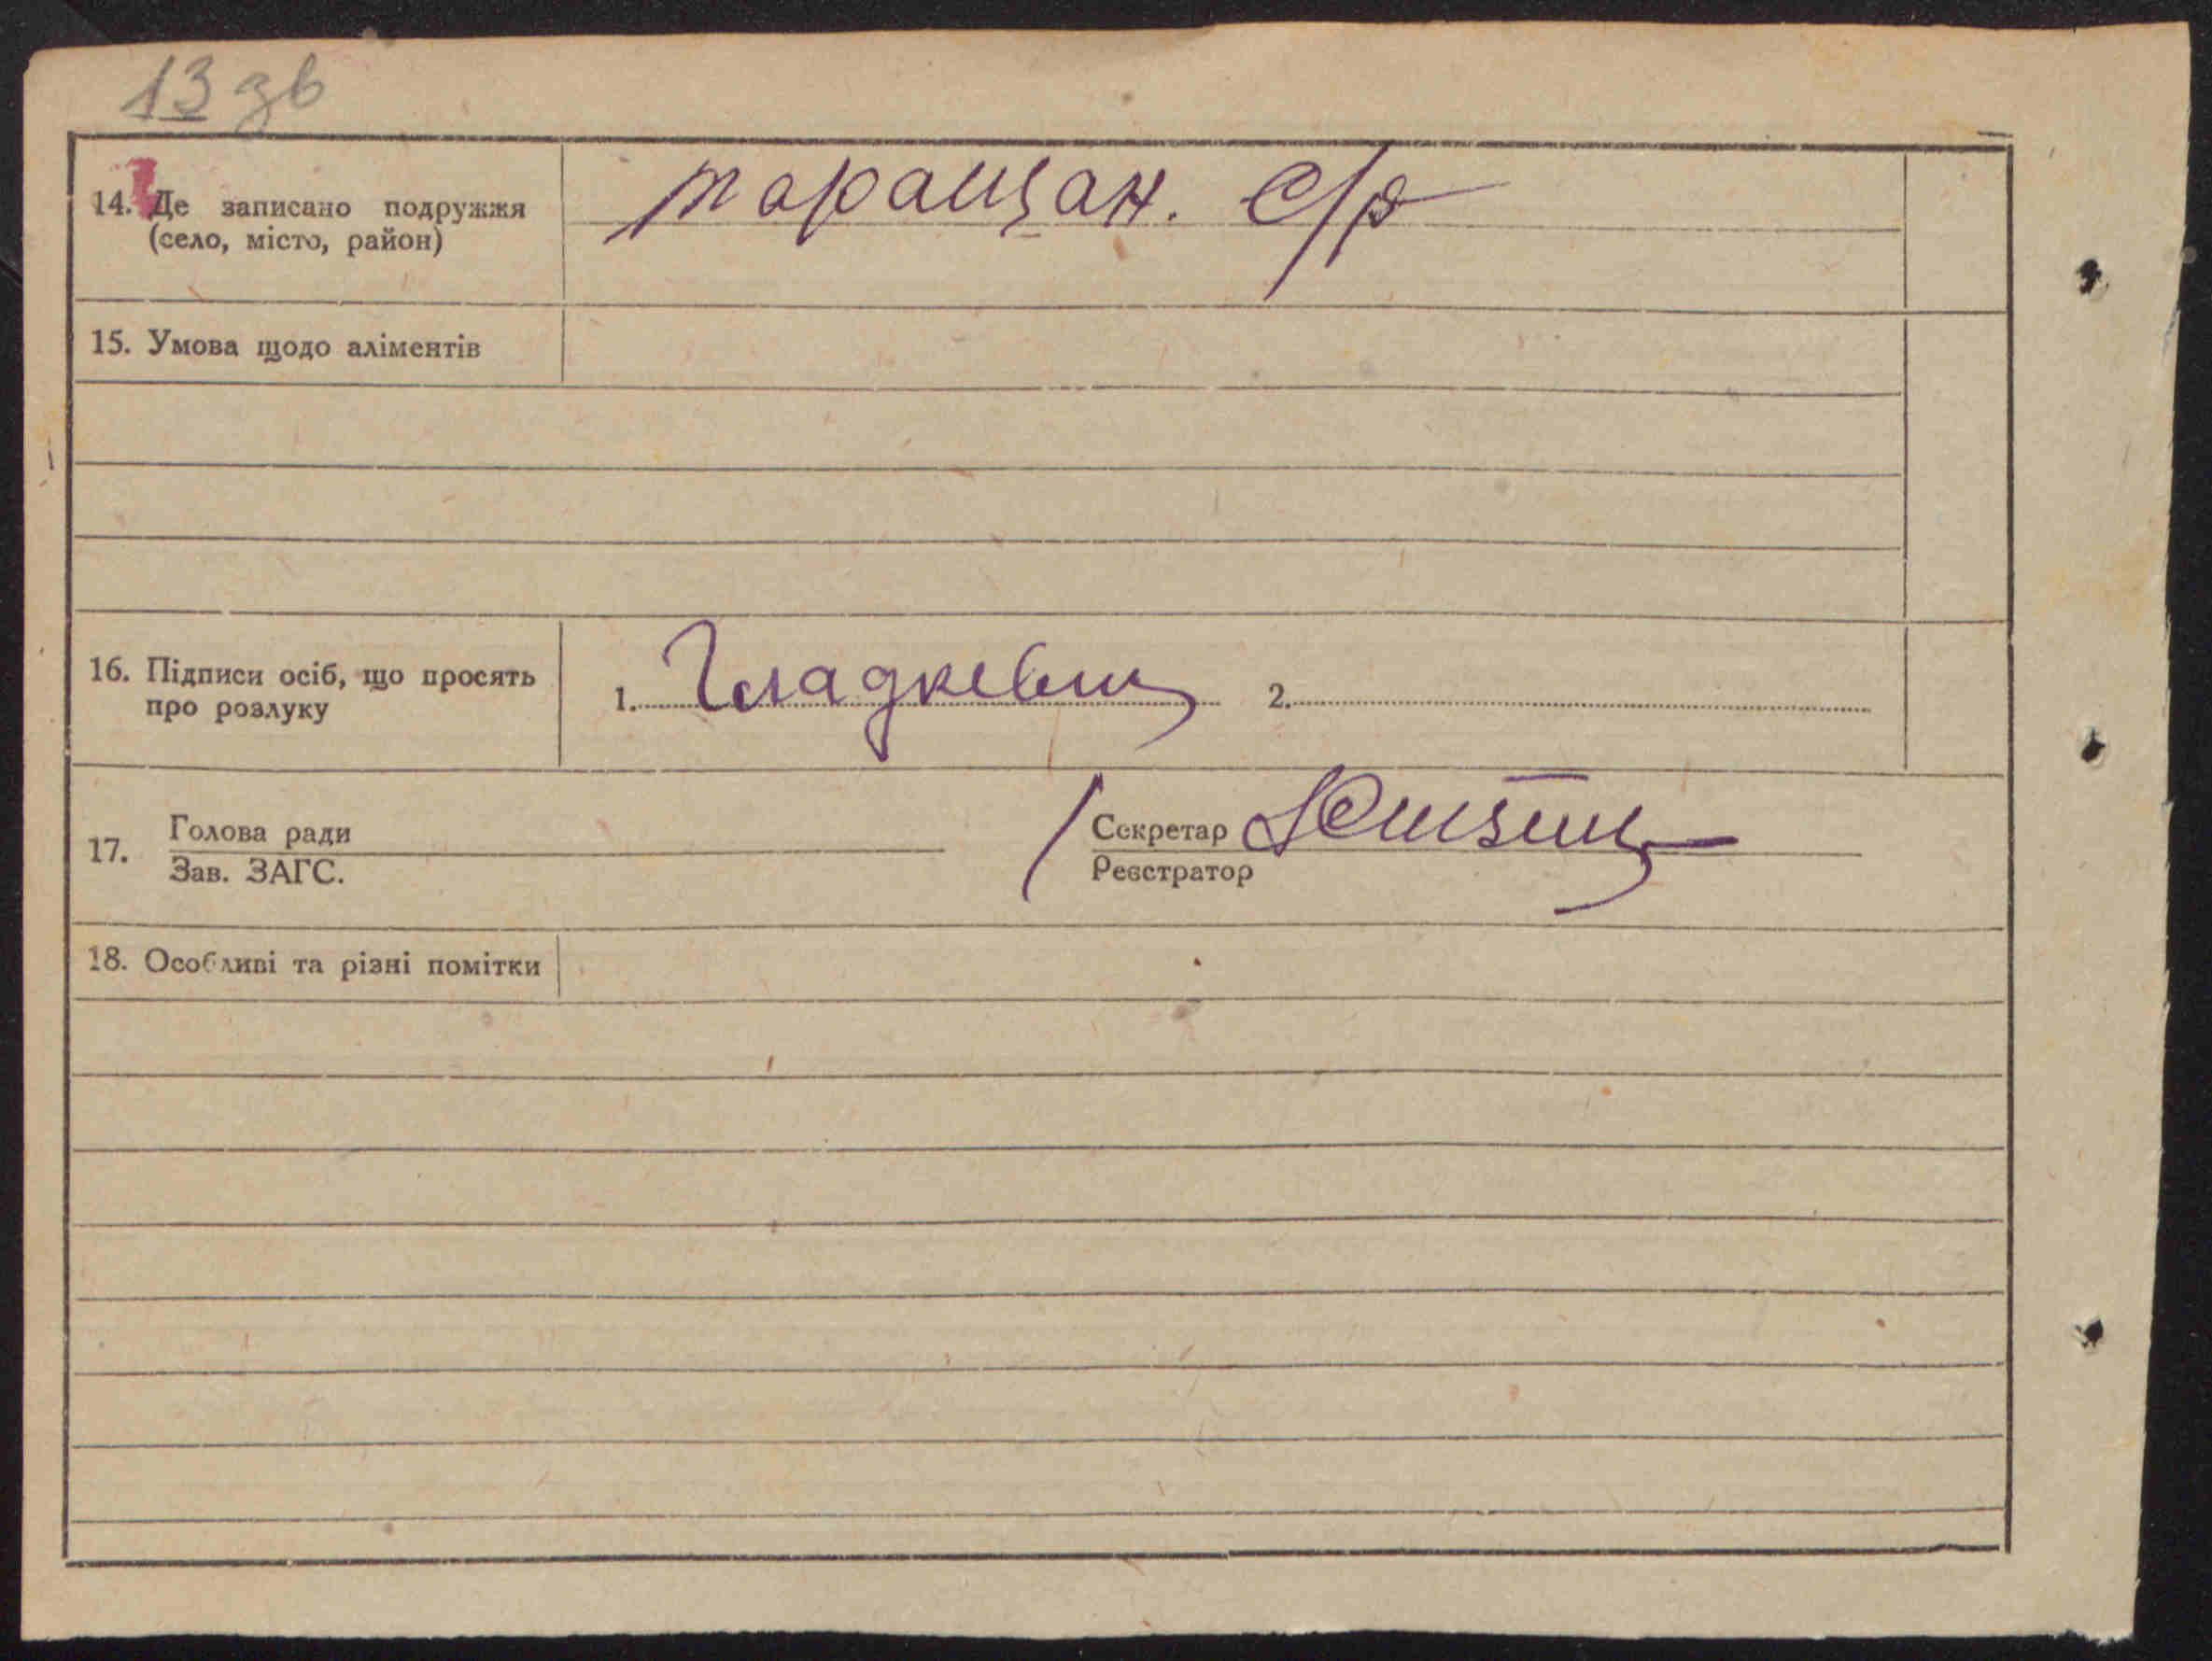 13 зв
14. Де записано подружжя
(село, місто, район)
таращан. с/р
15. Умова щодо аліментів
16. Підписи осіб, що просять
про розлуку
1. Гладкевич 2.
17. Голова ради
Зав. ЗАГС.
Секретар
Реєстратор
18. Особливі та різні помітки